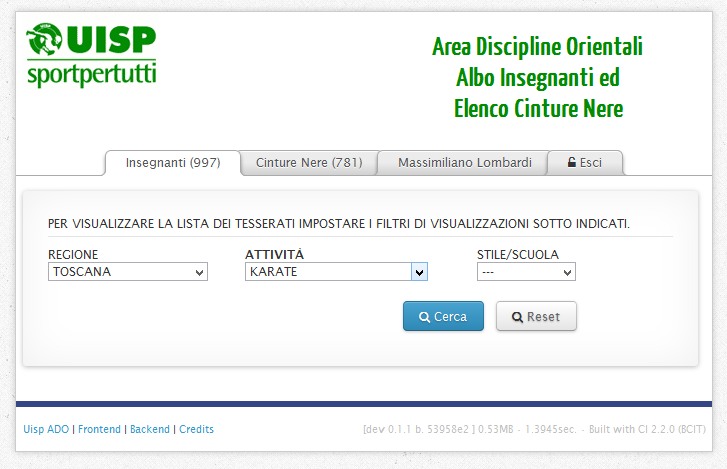 UISP
sportpertutti
Area Discipline Orientali
Albo Insegnanti ed
Elenco Cinture Nere
Insegnanti (997) Cinture Nere (781) Massimiliano Lombardi Esci
PER VISUALIZZARE LA LISTA DEI TESSERATI IMPOSTARE I FILTRI DI VISUALIZZAZIONI SOTTO INDICATI.
REGIONE ATTIVITÀ STILE/SCUOLA
TOSCANA KARATE ---
Cerca Reset
Uisp ADO | Frontend | Backend | Credits [dev 0.1.1 b. 53958e2 ] 0.53MB - 1.3945sec. - Built with CI 2.2.0 (BCIT)